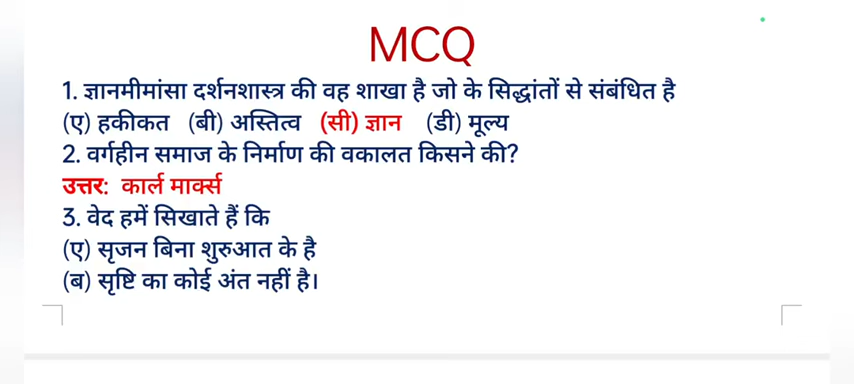 MCQ
1. ज्ञानमीमांसा दर्शनशास्त्र की वह शाखा है जो के सिद्धांतों से संबंधित है
(ए) हकीकत (बी) अस्तित्व (सी) ज्ञान (डी) मूल्य
2. वर्गहीन समाज के निर्माण की वकालत किसने की?
उत्तर: कार्ल मार्क्स
3. वेद हमें सिखाते हैं कि
(ए) सृजन बिना शुरुआत के है
(ब) सृष्टि का कोई अंत नहीं है।